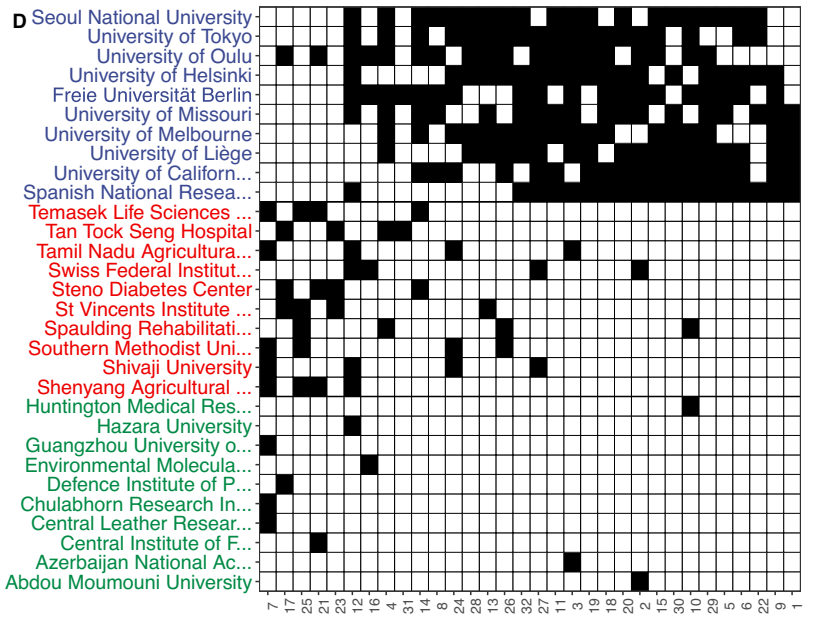 D
Seoul National University
University of Tokyo
University of Oulu
University of Helsinki
Freie Universität Berlin
University of Missouri
University of Melbourne
University of Liège
University of Californ...
Spanish National Resea...
Temasek Life Sciences ...
Tan Tock Seng Hospital
Tamil Nadu Agricultura...
Swiss Federal Institut...
Steno Diabetes Center
St Vincents Institute ...
Spaulding Rehabilitati...
Southern Methodist Uni...
Shivaji University
Shenyang Agricultural ...
Huntington Medical Res...
Hazara University
Guangzhou University o...
Environmental Molecula...
Defence Institute of P...
Chulabhorn Research In...
Central Leather Resear...
Central Institute of F...
Azerbaijan National Ac...
Abdou Moumouni University
7 17 25 21 23 12 16 4 31 14 8 24 28 13 26 32 27 11 3 19 18 20 2 15 30 10 29 5 6 22 9 1